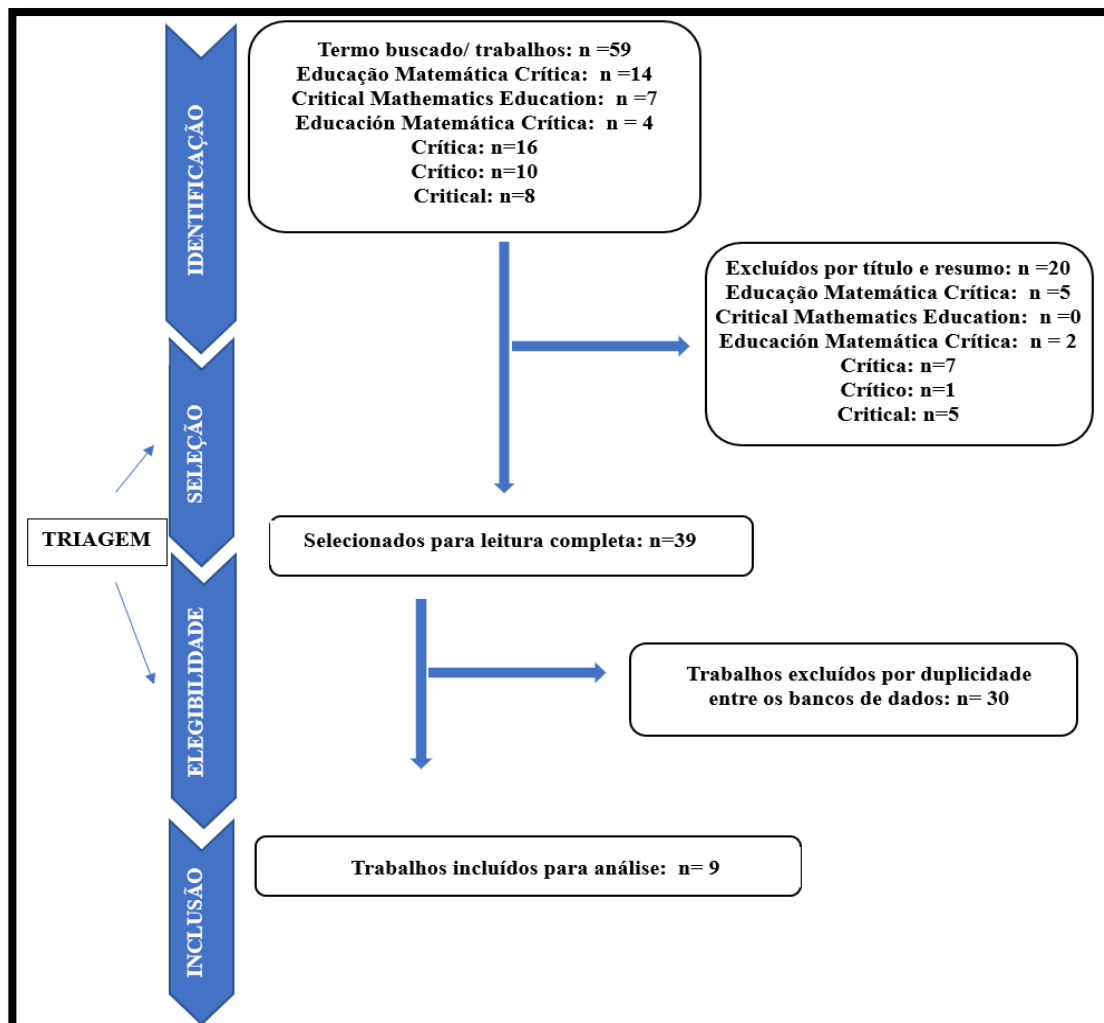 IDENTIFICAÇÃO
Termo buscado/ trabalhos: n =59
Educação Matemática Crítica: n =14
Critical Mathematics Education: n =7
Educación Matemática Crítica: n = 4
Crítica: n=16
Crítico: n=10
Critical: n=8
Excluídos por título e resumo: n =20
Educação Matemática Crítica: n =5
Critical Mathematics Education: n =0
Educación Matemática Crítica: n = 2
Crítica: n=7
Crítico: n=1
Critical: n=5
TRIAGEM
SELEÇÃO
Selecionados para leitura completa: n=39
ELEGIBILIDADE
Trabalhos excluídos por duplicidade
entre os bancos de dados: n= 30
INCLUSÃO
Trabalhos incluídos para análise: n= 9